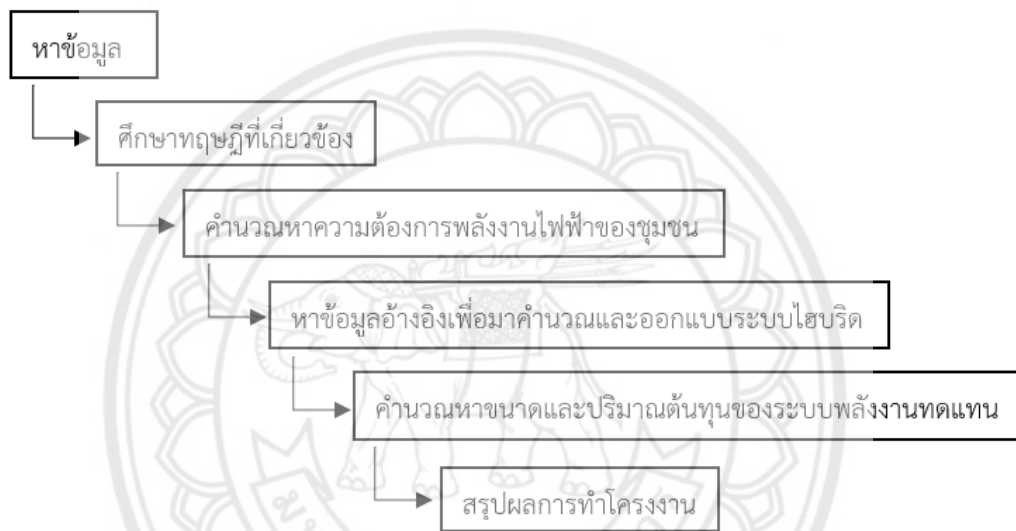 หาข้อมูล
ศึกษาทฤษฎีที่เกี่ยวข้อง
คำนวณหาความต้องการพลังงานไฟฟ้าของชุมชน
หาข้อมูลอ้างอิงเพื่อมาคำนวณและออกแบบระบบไฮบริด
คำนวณหาขนาดและปริมาณต้นทุนของระบบพลังงานทดแทน
สรุปผลการทำโครงงาน